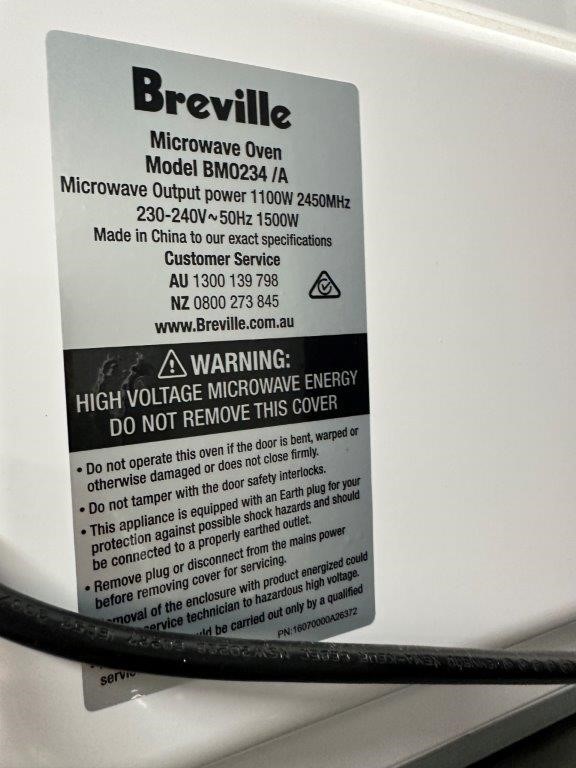 Breville
Microwave Oven
Model BMO234 /A
Microwave Output power 1100W 2450MHz
230-240V~50Hz 1500W
Made in China to our exact specifications
Customer Service
AU 1300 139 798
NZ 0800 273 845
www.Breville.com.au
WARNING:
HIGH VOLTAGE MICROWAVE ENERGY
DO NOT REMOVE THIS COVER
• Do not operate this oven if the door is bent, warped or
otherwise damaged or does not close firmly.
• Do not tamper with the door safety interlocks.
• This appliance is equipped with an Earth plug for your
protection against possible shock hazards and should
be connected to a properly earthed outlet.
• Remove plug or disconnect from the mains power
before removing cover for servicing.
of the enclosure with product energized could
technician to hazardous high voltage.
be carried out only by a qualified
PN:16070000A26372